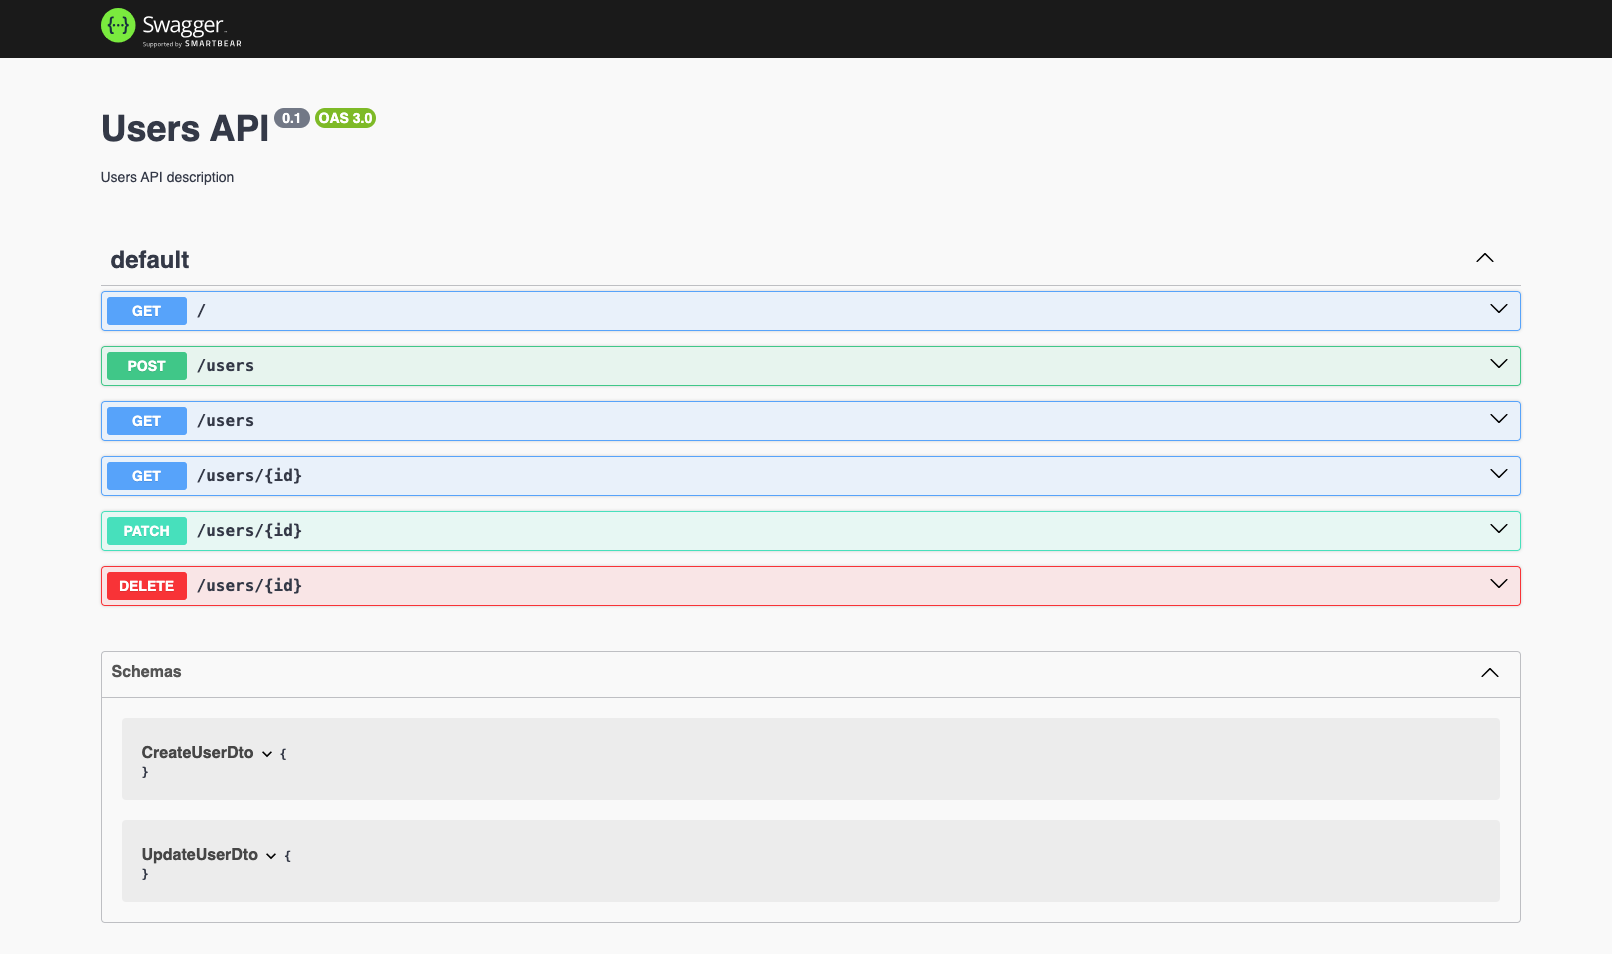 {···} Swagger
Supported by SMARTBEAR
Users API 0.1 OAS 3.0
Users API description
default
GET /
POST /users
GET /users
GET /users/{id}
PATCH /users/{id}
DELETE /users/{id}
Schemas
CreateUserDto {
}
UpdateUserDto {
}